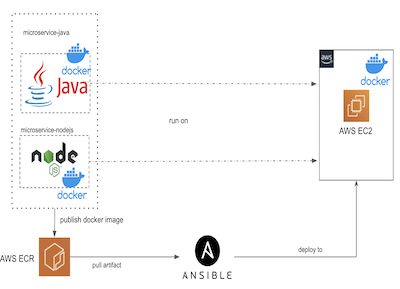 microservice-java
docker
Java
microservice-nodejs
node
JS
docker
run on
aws
docker
AWS EC2
publish docker image
AWS ECR
pull artifact
ANSIBLE
deploy to